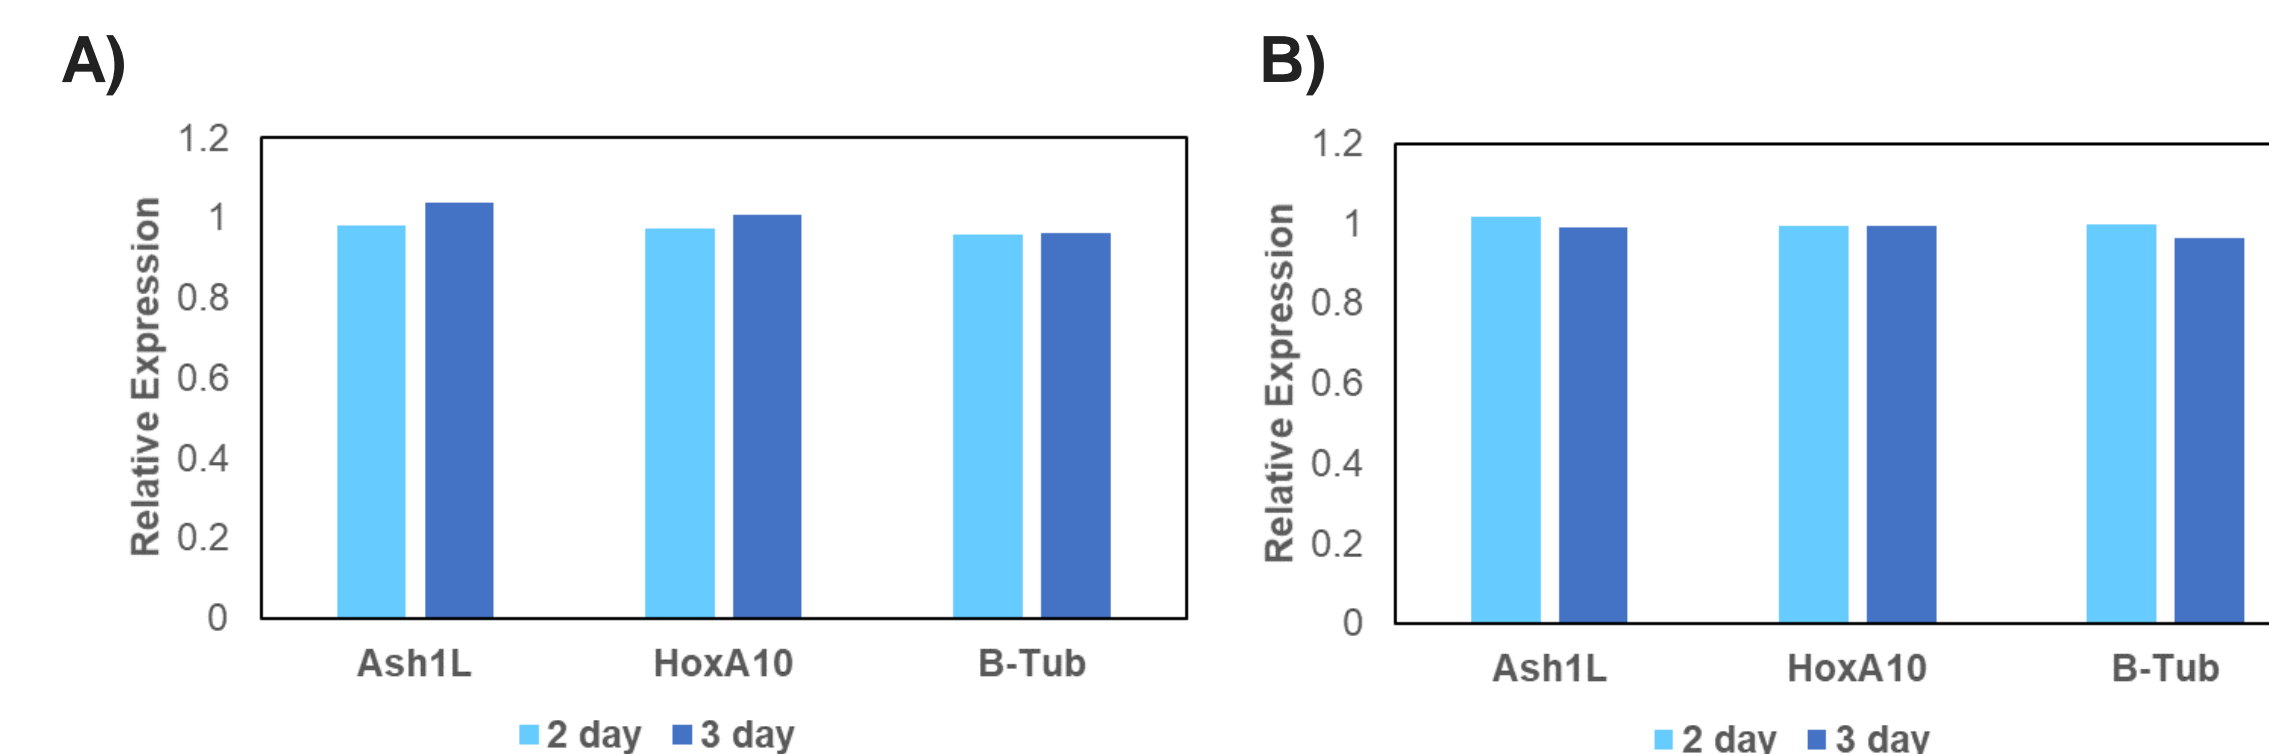 A)
1.2
1
0.8
0.6
0.4
0.2
0
Relative Expression
Ash1L HoxA10 B-Tub
2 day 3 day
B)
1.2
1
0.8
0.6
0.4
0.2
0
Relative Expression
Ash1L HoxA10 B-Tub
2 day 3 day